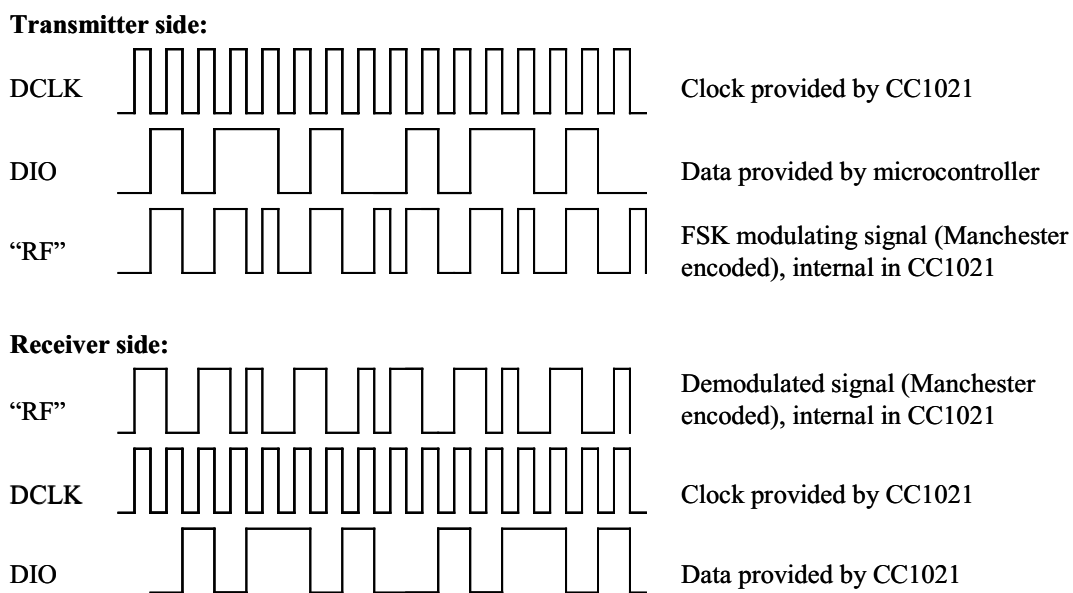 Transmitter side:
DCLK
Clock provided by CC1021
DIO
Data provided by microcontroller
“RF”
FSK modulating signal (Manchester
encoded), internal in CC1021
Receiver side:
“RF”
Demodulated signal (Manchester
encoded), internal in CC1021
DCLK
Clock provided by CC1021
DIO
Data provided by CC1021